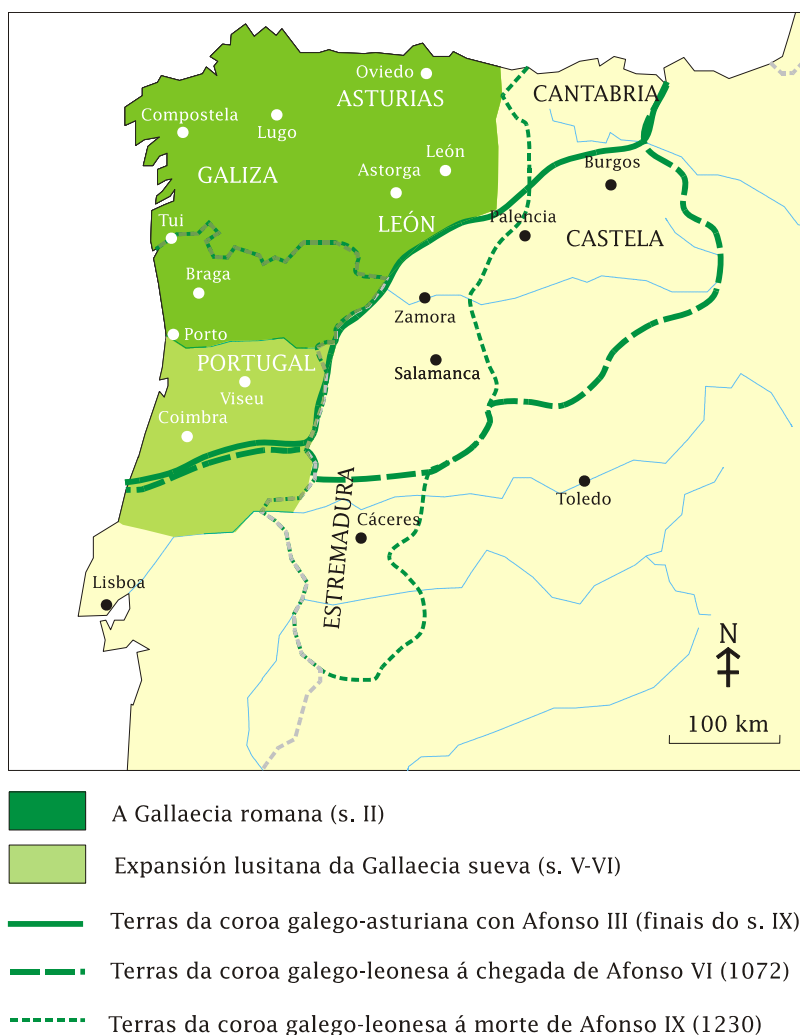 Oviedo
ASTURIAS
CANTABRIA
Compostela
Lugo
León
Burgos
Astorga
GALIZA
LEÓN
Palencia
Tui
CASTELA
Braga
Zamora
Porto
PORTUGAL
Salamanca
Viseu
Coimbra
Toledo
ESTREMADURA
Cáceres
Lisboa
N
100 km
A Gallaecia romana (s. II)
Expansión lusitana da Gallaecia sueva (s. V-VI)
Terras da coroa galego-asturiana con Afonso III (finais do s. IX)
Terras da coroa galego-leonesa á chegada de Afonso VI (1072)
Terras da coroa galego-leonesa á morte de Afonso IX (1230)